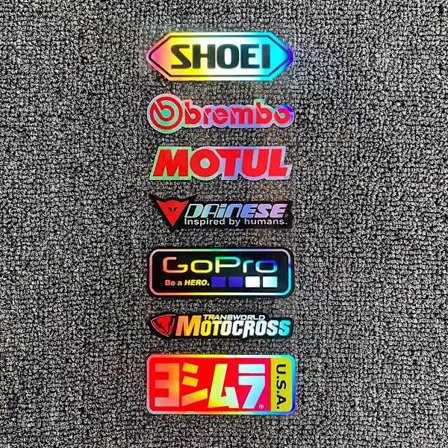 SHOEI
brembo
MOTUL
DAiNESE
Inspired by humans.
GoPro
Be a HERO.
TRANSWORLD
MOTOCROSS
ヨシムラ®
U.S.A.